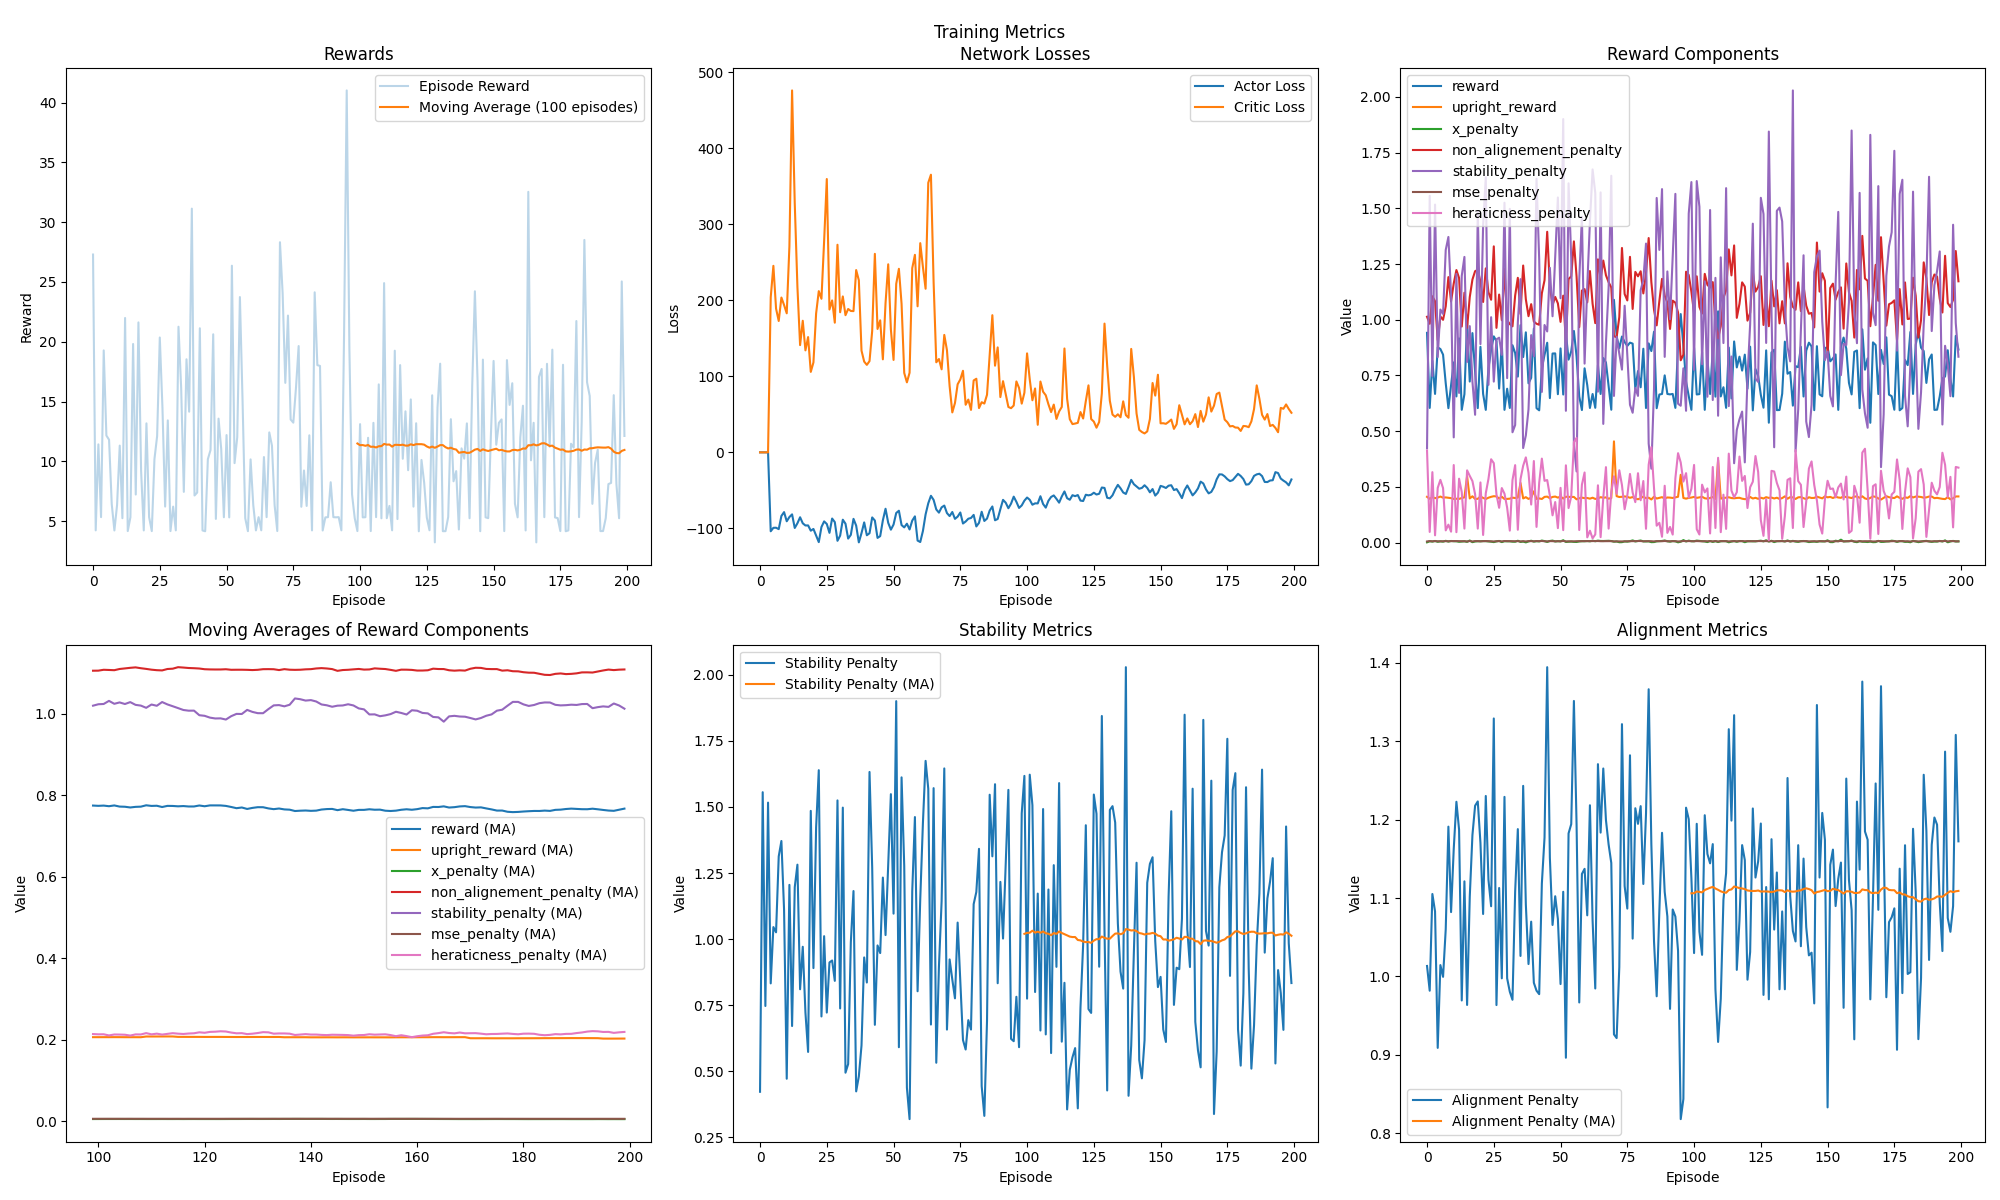 Training Metrics
Rewards
40
35
30
25
20
15
10
5
Reward
Episode Reward
Moving Average (100 episodes)
0 25 50 75 100 125 150 175 200
Episode
Network Losses
500
400
300
200
100
0
−100
Loss
Actor Loss
Critic Loss
0 25 50 75 100 125 150 175 200
Episode
Reward Components
2.00
1.75
1.50
1.25
1.00
0.75
0.50
0.25
0.00
Value
reward
upright_reward
x_penalty
non_alignement_penalty
stability_penalty
mse_penalty
heraticness_penalty
0 25 50 75 100 125 150 175 200
Episode
Moving Averages of Reward Components
1.0
0.8
0.6
0.4
0.2
0.0
Value
reward (MA)
upright_reward (MA)
x_penalty (MA)
non_alignement_penalty (MA)
stability_penalty (MA)
mse_penalty (MA)
heraticness_penalty (MA)
100 120 140 160 180 200
Episode
Stability Metrics
2.00
1.75
1.50
1.25
1.00
0.75
0.50
0.25
Value
Stability Penalty
Stability Penalty (MA)
0 25 50 75 100 125 150 175 200
Episode
Alignment Metrics
1.4
1.3
1.2
1.1
1.0
0.9
0.8
Value
Alignment Penalty
Alignment Penalty (MA)
0 25 50 75 100 125 150 175 200
Episode